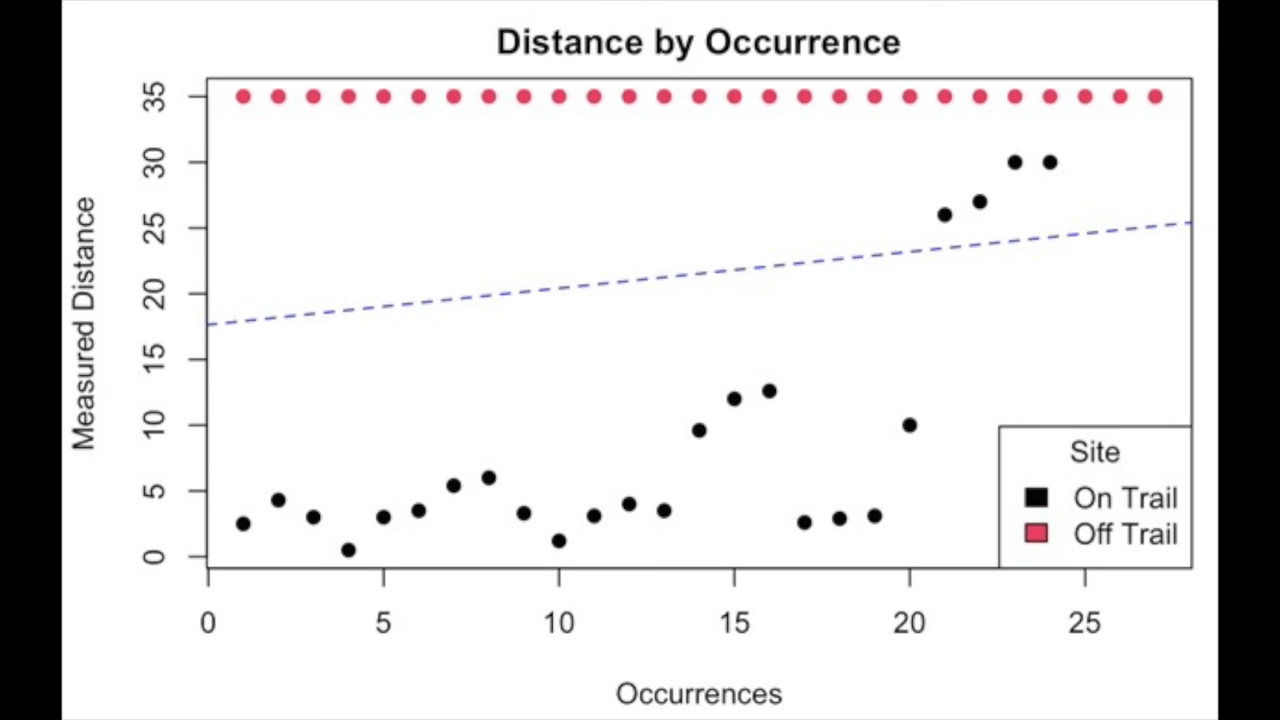 Distance by Occurrence
Measured Distance
35
30
25
20
15
10
5
0
0 5 10 15 20 25
Occurrences
Site
On Trail
Off Trail